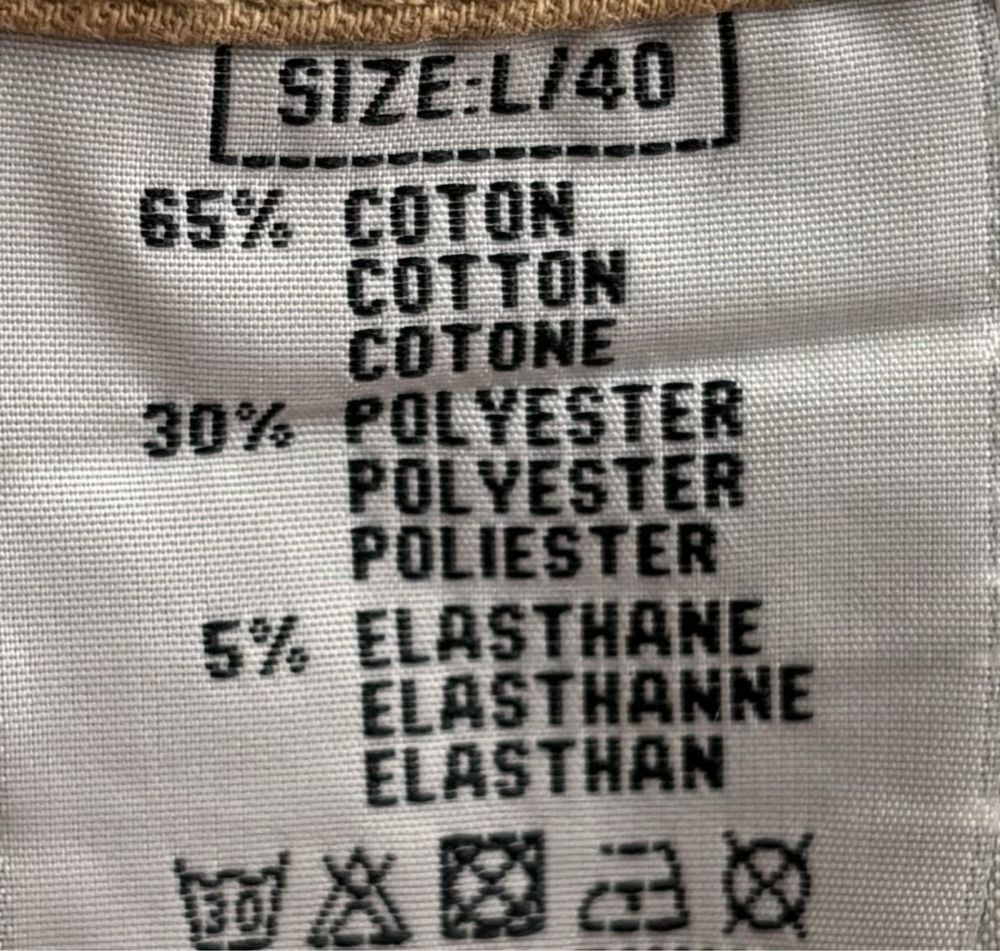 SIZE:L/40
65% COTON
COTTON
COTONE
30% POLYESTER
POLYESTER
POLIESTER
5% ELASTHANE
ELASTHANNE
ELASTHAN
30